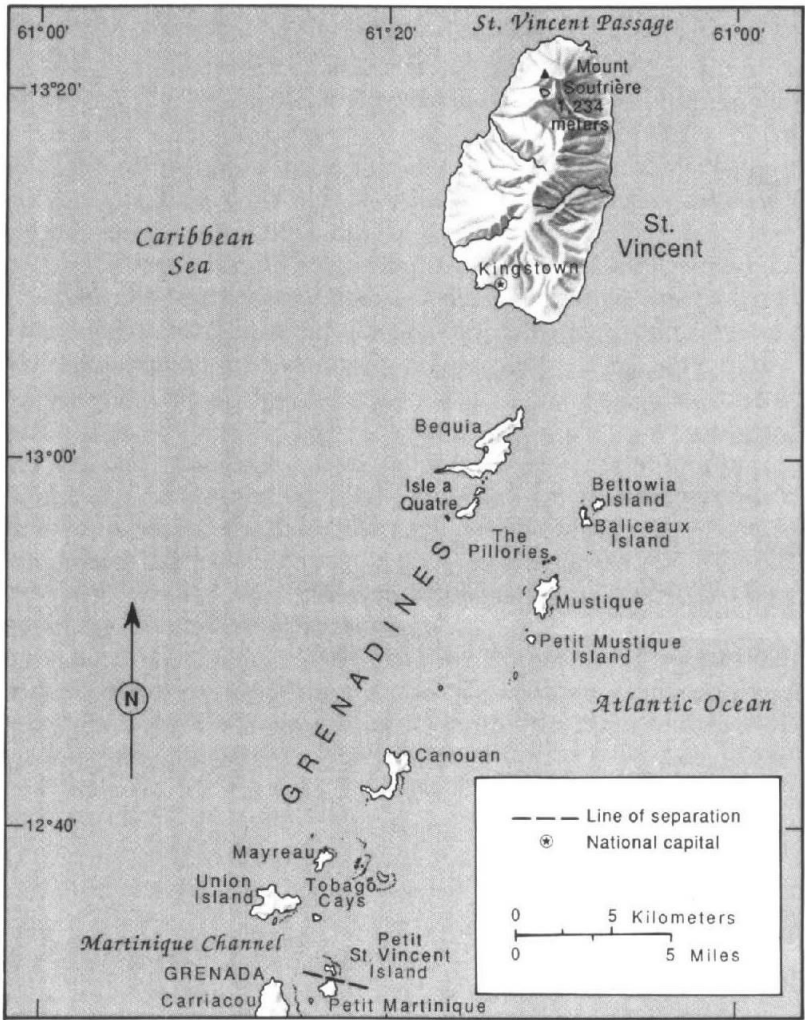 61°00'
61°20'
St. Vincent Passage
61°00'
13°20'
Mount
Soufrière
1,234
meters
Caribbean
Sea
St.
Vincent
Kingstown
Bequia
13°00'
Isle a
Quatre
Bettowia
Island
Baliceaux
Island
The
Pillories
Mustique
Petit Mustique
Island
GRENADINES
N
Atlantic Ocean
Canouan
12°40'
Mayreau
Union
Island
Tobago
Cays
Martinique Channel
Petit
St. Vincent
Island
GRENADA
Carriacou
Petit Martinique
Line of separation
National capital
0 5 Kilometers
0 5 Miles